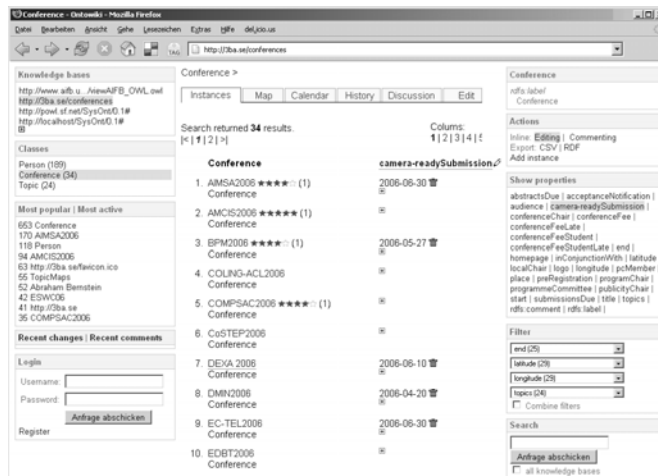 Conference - Ontowiki - Mozilla Firefox
Datei Bearbeiten Ansicht Gehe Lesezeichen Extras Hilfe del.icio.us
TAG http://3ba.se/conferences
Knowledge bases
http://www.aifb.u.../viewAIFB_OWL.owl
http://3ba.se/conferences
http://powl.sf.net/SysOnt/0.1#
http://localhost/SysOnt/0.1#
Classes
Person (189)
Conference (34)
Topic (24)
Most popular | Most active
653 Conference
170 AIMSA2006
118 Person
94 AMCIS2006
63 http://3ba.se/favicon.ico
55 TopicMaps
52 Abraham Bernstein
42 ESWC06
41 http://3ba.se
35 COMPSAC2006
Recent changes | Recent comments
Login
Username:
Password:
Anfrage abschicken
Register
Conference >
Instances Map Calendar History Discussion Edit
Search returned 34 results.
|< | 1 | 2 | >|
Colums:
1 | 2 | 3 | 4 | 5
Conference camera-readySubmission
1. AIMSA2006 ★★★★☆ (1) 2006-06-30
Conference
2. AMCIS2006 ★★★★★ (1)
Conference
3. BPM2006 ★★★★☆ (1) 2006-05-27
Conference
4. COLING-ACL2006
Conference
5. COMPSAC2006 ★★★★☆ (1)
Conference
6. CoSTEP2006
Conference
7. DEXA 2006 2006-06-10
Conference
8. DMIN2006 2006-04-20
Conference
9. EC-TEL2006 2006-06-30
Conference
10. EDBT2006
Conference
Conference
rdfs:label
Conference
Actions
Inline: Editing | Commenting
Export: CSV | RDF
Add instance
Show properties
abstractsDue | acceptanceNotification |
audience | camera-readySubmission |
conferenceChair | conferenceFee |
conferenceFeeLate |
conferenceFeeStudent |
conferenceFeeStudentLate | end |
homepage | inConjunctionWith | latitude
localChair | logo | longitude | pcMember
place | preRegistration | programChair |
programmeCommittee | publicityChair |
start | submissionsDue | title | topics |
rdfs:comment | rdfs:label |
Filter
end (25)
latitude (29)
longitude (29)
topics (24)
Combine filters
Search
Anfrage abschicken
all knowledge bases